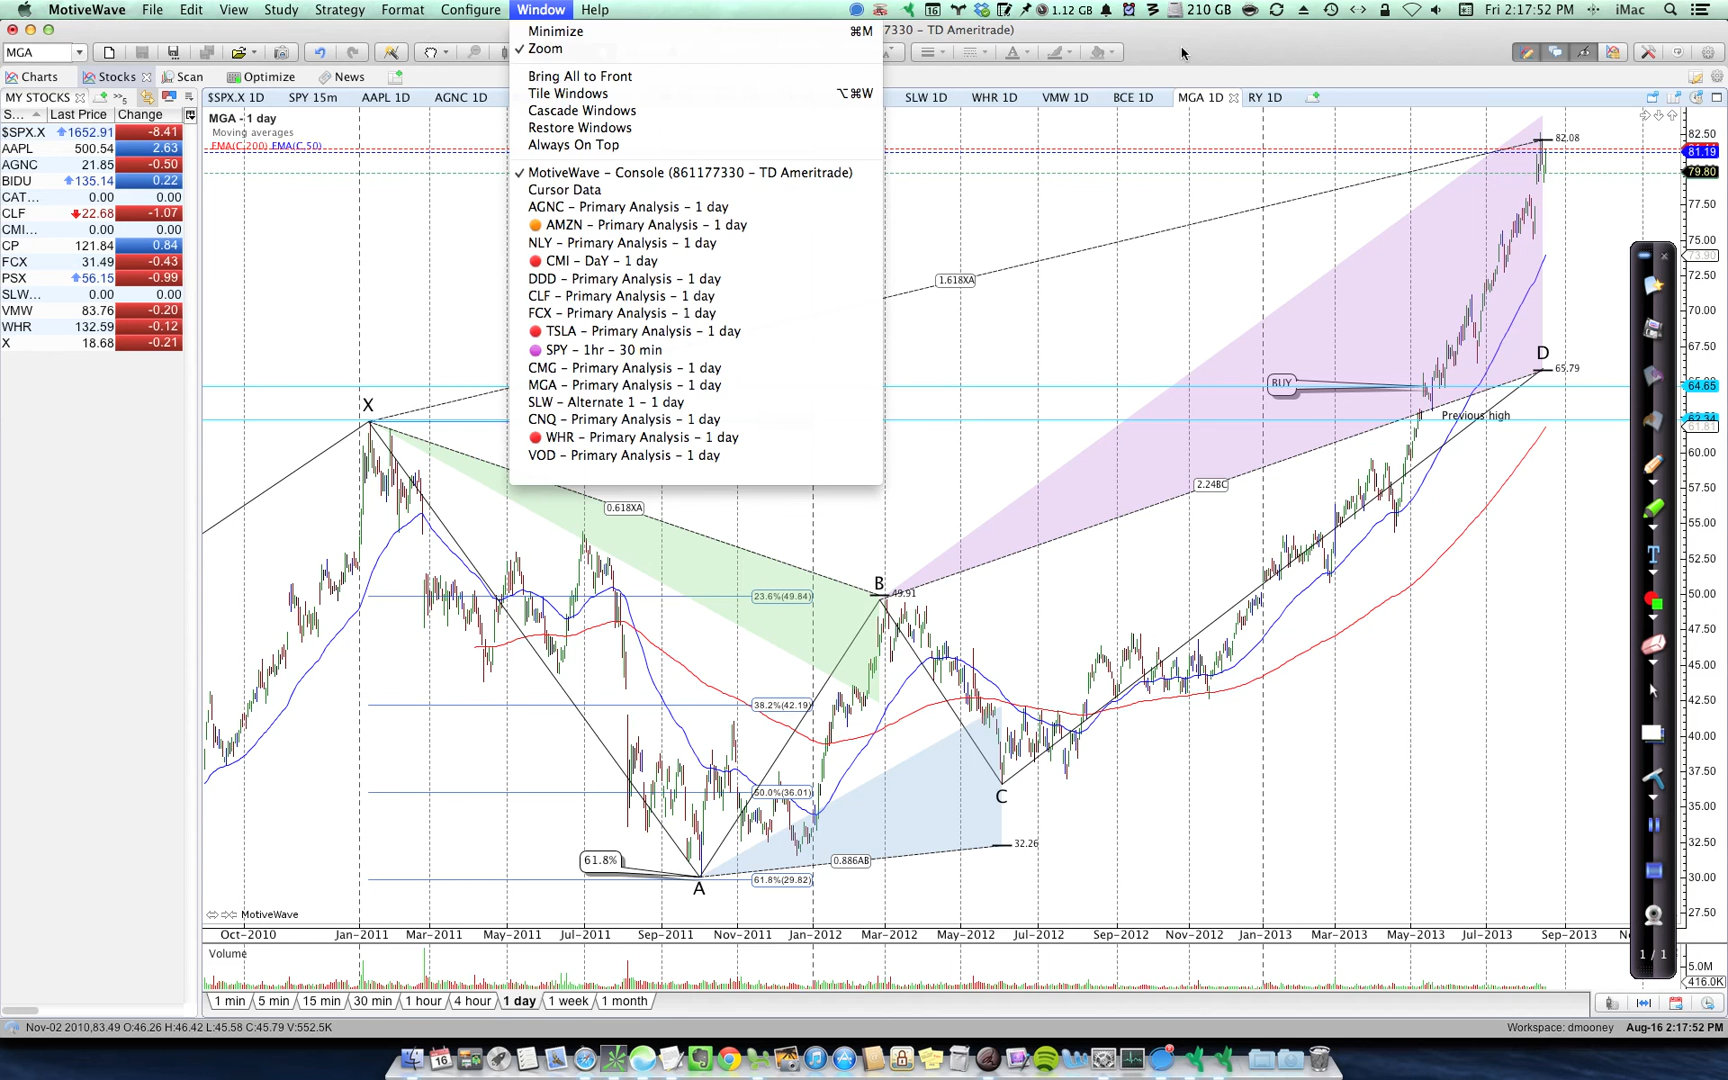 MotiveWave File Edit View Study Strategy Format Configure Window Help
16 1.12 GB 210 GB Fri 2:17:52 PM iMac
7330 – TD Ameritrade)
MGA
Charts Stocks Scan Optimize News
MY STOCKS
S... Last Price Change
$SPX.X 1652.91 -8.41
AAPL 500.54 2.63
AGNC 21.85 -0.50
BIDU 135.14 0.22
CAT... 0.00 0.00
CLF 22.68 -1.07
CMI... 0.00 0.00
CP 121.84 0.84
FCX 31.49 -0.43
PSX 56.15 -0.99
SLW... 0.00 0.00
VMW 83.76 -0.20
WHR 132.59 -0.12
X 18.68 -0.21
$SPX.X 1D SPY 15m AAPL 1D AGNC 1D SLW 1D WHR 1D VMW 1D BCE 1D MGA 1D RY 1D
Minimize ⌘M
✓ Zoom
Bring All to Front
Tile Windows ⌥⌘W
Cascade Windows
Restore Windows
Always On Top
✓ MotiveWave – Console (861177330 – TD Ameritrade)
Cursor Data
AGNC – Primary Analysis – 1 day
AMZN – Primary Analysis – 1 day
NLY – Primary Analysis – 1 day
CMI – DaY – 1 day
DDD – Primary Analysis – 1 day
CLF – Primary Analysis – 1 day
FCX – Primary Analysis – 1 day
TSLA – Primary Analysis – 1 day
SPY – 1hr – 30 min
CMG – Primary Analysis – 1 day
MGA – Primary Analysis – 1 day
SLW – Alternate 1 – 1 day
CNQ – Primary Analysis – 1 day
WHR – Primary Analysis – 1 day
VOD – Primary Analysis – 1 day
MGA – 1 day
Moving averages
EMA(C,200) EMA(C,50)
82.08
1.618XA
X
BUY
D
65.79
Previous high
2.24BC
0.618XA
B
49.91
23.6%(49.84)
38.2%(42.19)
50.0%(36.01)
C
32.26
0.886AB
61.8%
61.8%(29.82)
A
82.50
81.19
79.80
77.50
75.00
73.90
72.50
70.00
67.50
64.65
62.34
61.81
60.00
57.50
55.00
52.50
50.00
47.50
45.00
42.50
40.00
37.50
35.00
32.50
30.00
27.50
MotiveWave
Oct-2010 Jan-2011 Mar-2011 May-2011 Jul-2011 Sep-2011 Nov-2011 Jan-2012 Mar-2012 May-2012 Jul-2012 Sep-2012 Nov-2012 Jan-2013 Mar-2013 May-2013 Jul-2013 Sep-2013
Volume
5.0M
416.0K
1 / 1
1 min 5 min 15 min 30 min 1 hour 4 hour 1 day 1 week 1 month
Nov-02 2010,83.49 O:46.26 H:46.42 L:45.58 C:45.79 V:552.5K
Workspace: dmooney Aug-16 2:17:52 PM